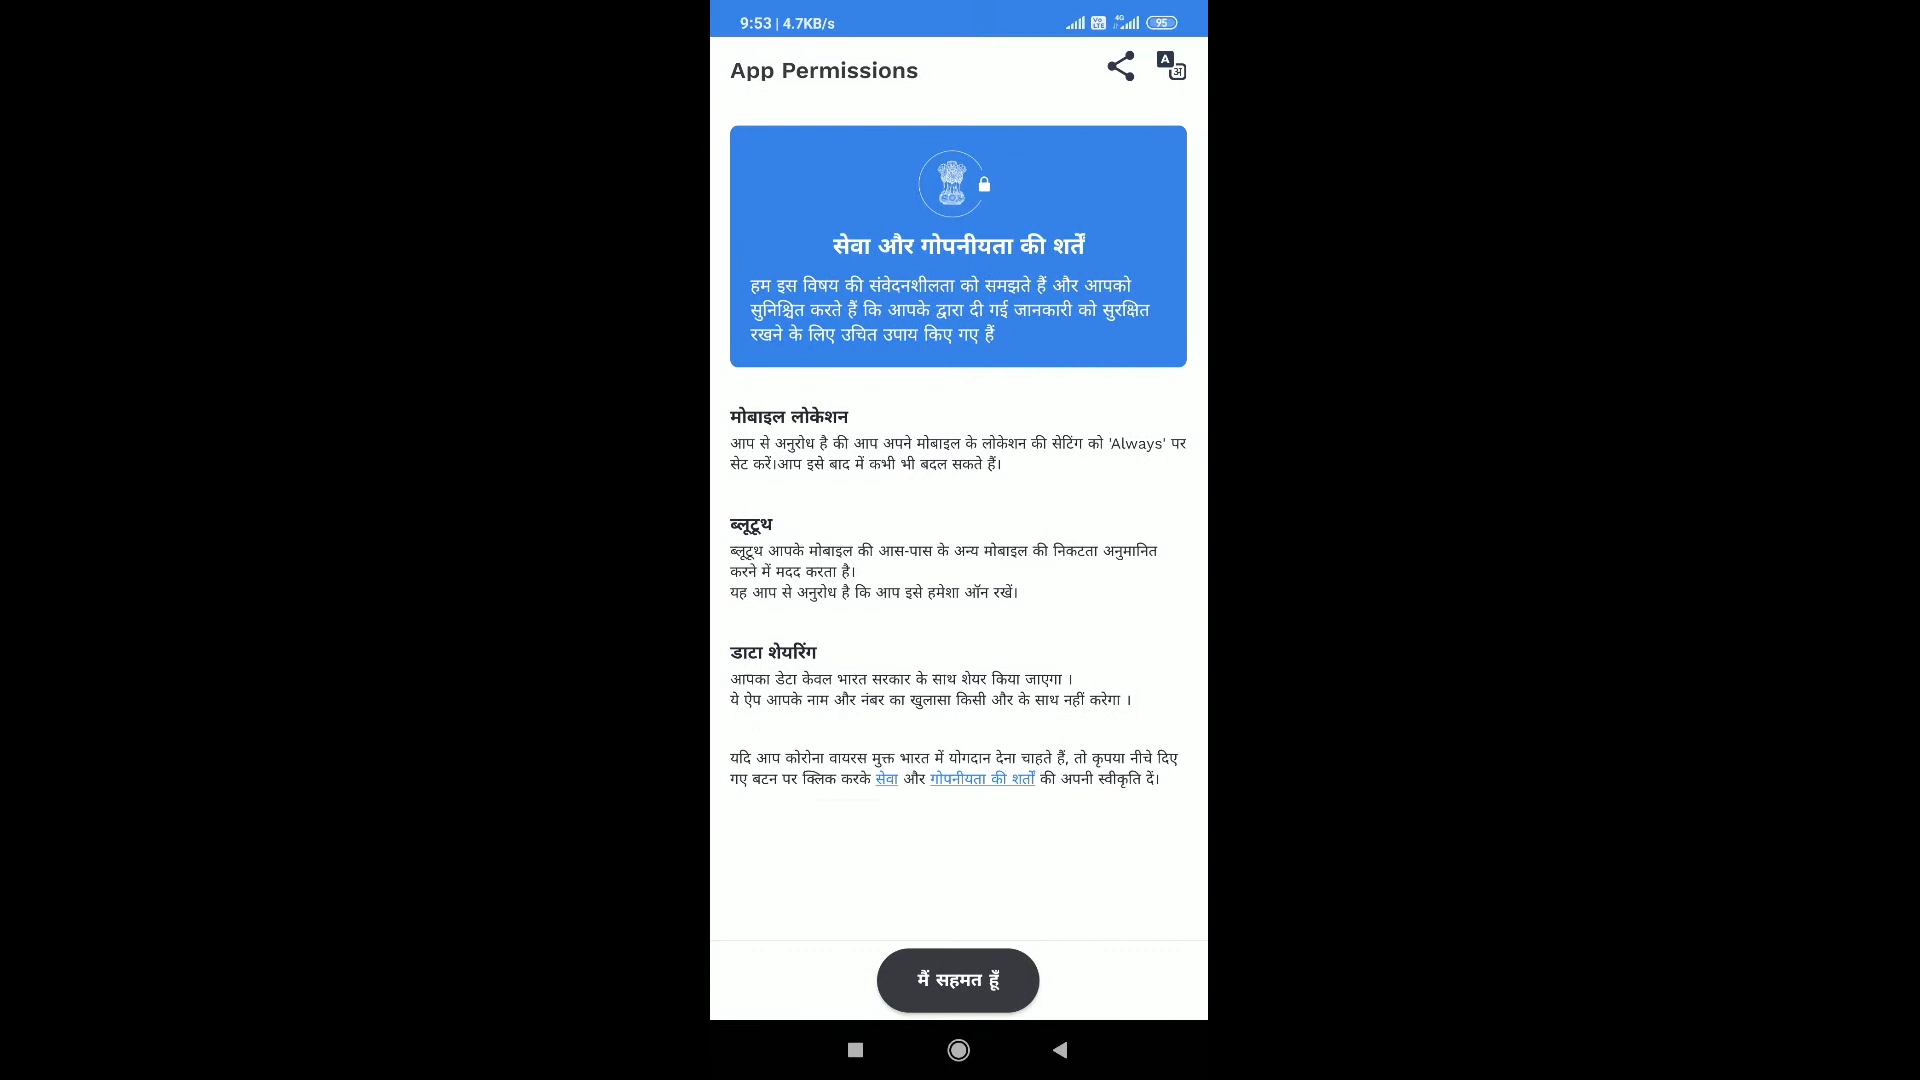 9:53 | 4.7KB/s
Vo LTE 4G 95
App Permissions
A अ
सेवा और गोपनीयता की शर्तें
हम इस विषय की संवेदनशीलता को समझते हैं और आपको
सुनिश्चित करते हैं कि आपके द्वारा दी गई जानकारी को सुरक्षित
रखने के लिए उचित उपाय किए गए हैं
मोबाइल लोकेशन
आप से अनुरोध है की आप अपने मोबाइल के लोकेशन की सेटिंग को 'Always' पर
सेट करें।आप इसे बाद में कभी भी बदल सकते हैं।
ब्लूटूथ
ब्लूटूथ आपके मोबाइल की आस-पास के अन्य मोबाइल की निकटता अनुमानित
करने में मदद करता है।
यह आप से अनुरोध है कि आप इसे हमेशा ऑन रखें।
डाटा शेयरिंग
आपका डेटा केवल भारत सरकार के साथ शेयर किया जाएगा ।
ये ऐप आपके नाम और नंबर का खुलासा किसी और के साथ नहीं करेगा ।
यदि आप कोरोना वायरस मुक्त भारत में योगदान देना चाहते हैं, तो कृपया नीचे दिए
गए बटन पर क्लिक करके सेवा और गोपनीयता की शर्तों की अपनी स्वीकृति दें।
मैं सहमत हूँ